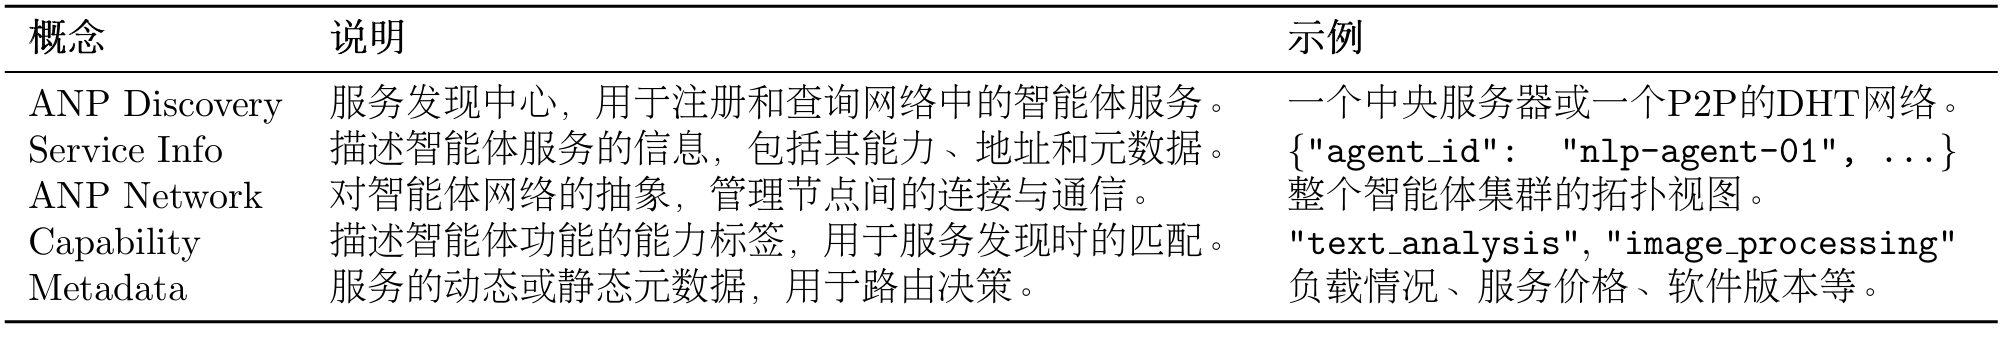 概念 说明 示例
ANP Discovery 服务发现中心，用于注册和查询网络中的智能体服务。 一个中央服务器或一个P2P的DHT网络。
Service Info 描述智能体服务的信息，包括其能力、地址和元数据。 {"agent_id": "nlp-agent-01", ...}
ANP Network 对智能体网络的抽象，管理节点间的连接与通信。 整个智能体集群的拓扑视图。
Capability 描述智能体功能的能力标签，用于服务发现时的匹配。 "text_analysis", "image_processing"
Metadata 服务的动态或静态元数据，用于路由决策。 负载情况、服务价格、软件版本等。